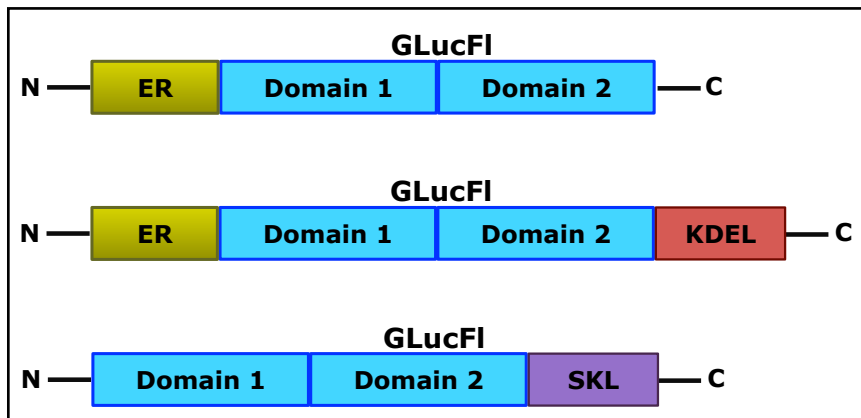 GLucFl
N ER Domain 1 Domain 2 C
GLucFl
N ER Domain 1 Domain 2 KDEL C
GLucFl
N Domain 1 Domain 2 SKL C